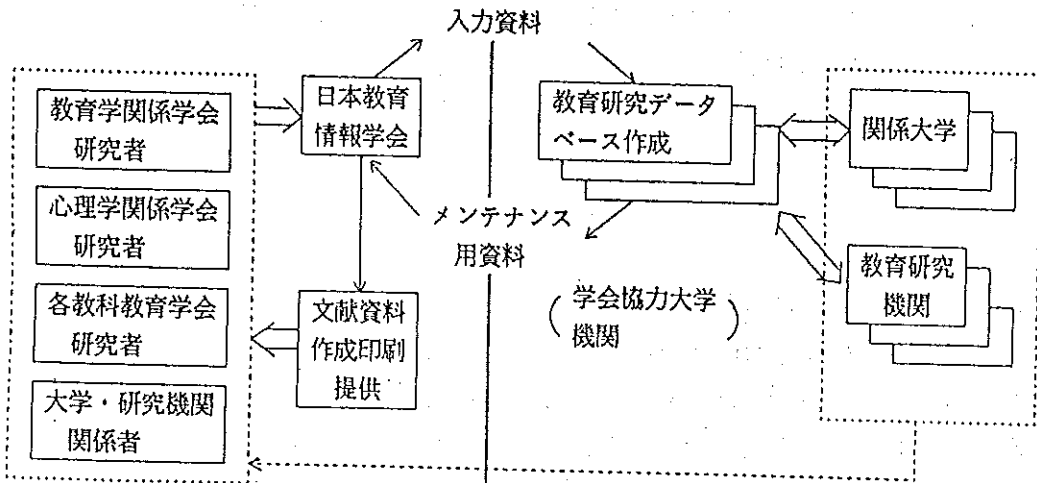 入力資料
教育学関係学会
研究者
心理学関係学会
研究者
各教科教育学会
研究者
大学・研究機関
関係者
日本教育
情報学会
メンテナンス
用資料
文献資料
作成印刷
提供
教育研究データ
ベース作成
(学会協力大学
機関)
関係大学
教育研究
機関